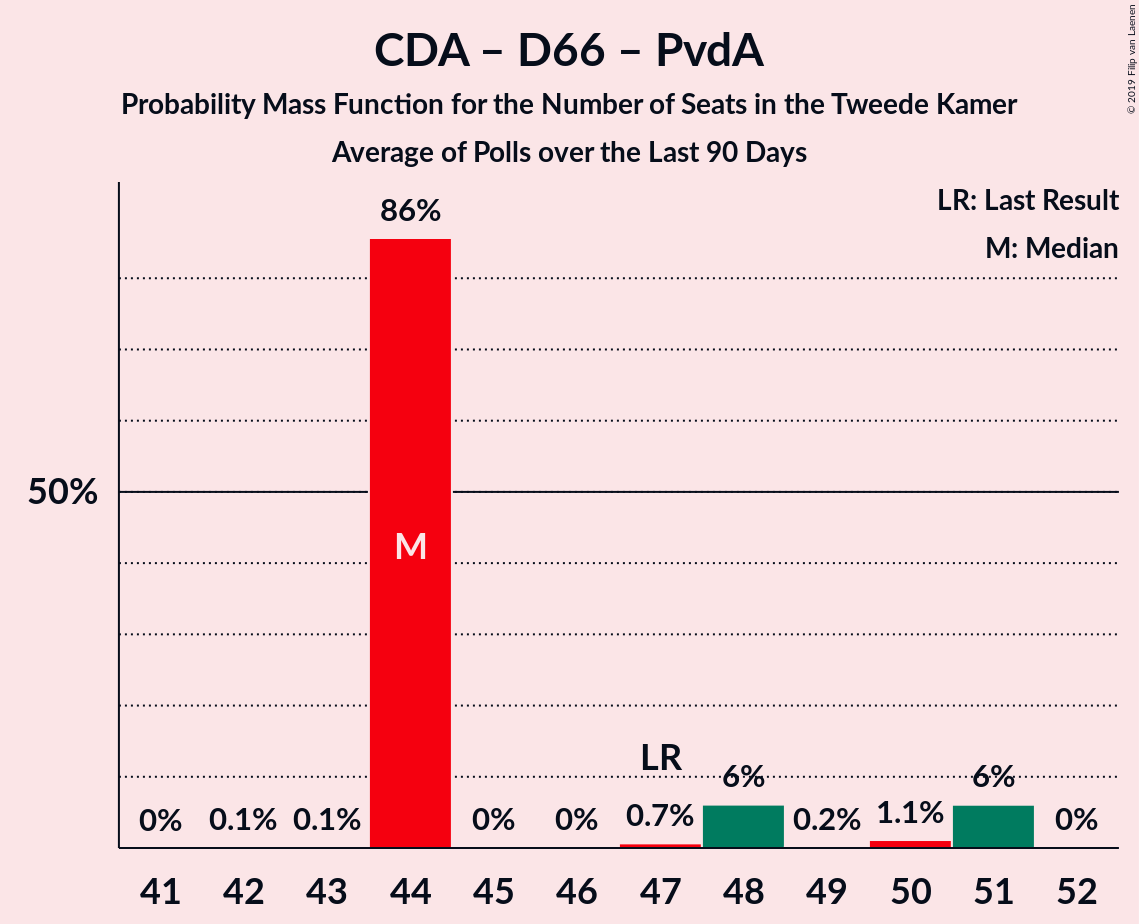 CDA – D66 – PvdA
Probability Mass Function for the Number of Seats in the Tweede Kamer
Average of Polls over the Last 90 Days
© 2019 Filip van Laenen
LR: Last Result
M: Median
86%
50%
M
LR
0% 0.1% 0.1% 0% 0% 0.7% 6% 0.2% 1.1% 6% 0%
41 42 43 44 45 46 47 48 49 50 51 52